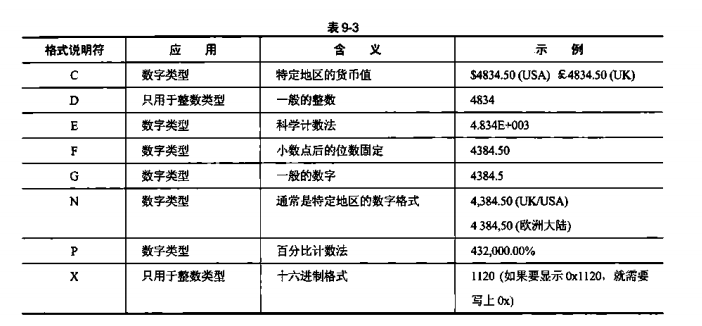 表 9-3
格式说明符 应 用 含 义 示 例
C 数字类型 特定地区的货币值 $4834.50 (USA) £4834.50 (UK)
D 只用于整数类型 一般的整数 4834
E 数字类型 科学计数法 4.834E+003
F 数字类型 小数点后的位数固定 4384.50
G 数字类型 一般的数字 4384.5
N 数字类型 通常是特定地区的数字格式 4,384.50 (UK/USA)
4 384,50 (欧洲大陆)
P 数字类型 百分比计数法 432,000.00%
X 只用于整数类型 十六进制格式 1120 (如果要显示 0x1120，就需要
写上 0x)